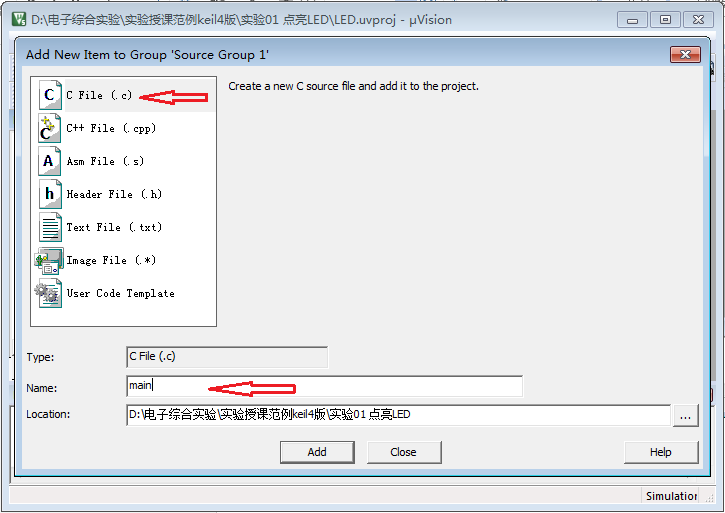 D:\电子综合实验\实验授课范例keil4版\实验01 点亮LED\LED.uvproj - µVision
Add New Item to Group 'Source Group 1'
C File (.c)
Create a new C source file and add it to the project.
C++ File (.cpp)
Asm File (.s)
Header File (.h)
Text File (.txt)
Image File (.*)
User Code Template
Type:
C File (.c)
Name:
main
Location:
D:\电子综合实验\实验授课范例keil4版\实验01 点亮LED
...
Add
Close
Help
Simulation